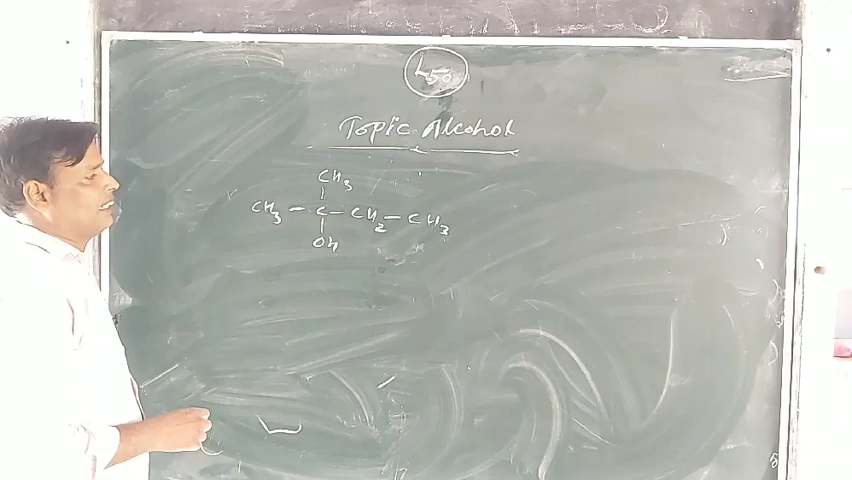 L50
Topic - Alcohol
CH3
CH3 - C - CH2 - CH3
OH